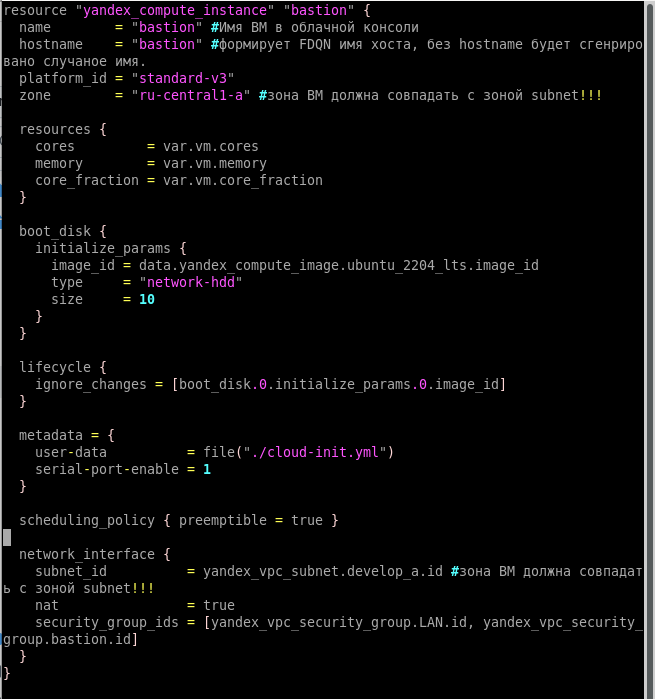 resource "yandex_compute_instance" "bastion" {
  name        = "bastion" #Имя ВМ в облачной консоли
  hostname    = "bastion" #формирует FDQN имя хоста, без hostname будет сгенриро
вано случаное имя.
  platform_id = "standard-v3"
  zone        = "ru-central1-a" #зона ВМ должна совпадать с зоной subnet!!!

  resources {
    cores         = var.vm.cores
    memory        = var.vm.memory
    core_fraction = var.vm.core_fraction
  }

  boot_disk {
    initialize_params {
      image_id = data.yandex_compute_image.ubuntu_2204_lts.image_id
      type     = "network-hdd"
      size     = 10
    }
  }

  lifecycle {
    ignore_changes = [boot_disk.0.initialize_params.0.image_id]
  }

  metadata = {
    user-data          = file("./cloud-init.yml")
    serial-port-enable = 1
  }

  scheduling_policy { preemptible = true }

  network_interface {
    subnet_id          = yandex_vpc_subnet.develop_a.id #зона ВМ должна совпадат
ь с зоной subnet!!!
    nat                = true
    security_group_ids = [yandex_vpc_security_group.LAN.id, yandex_vpc_security_
group.bastion.id]
  }
}